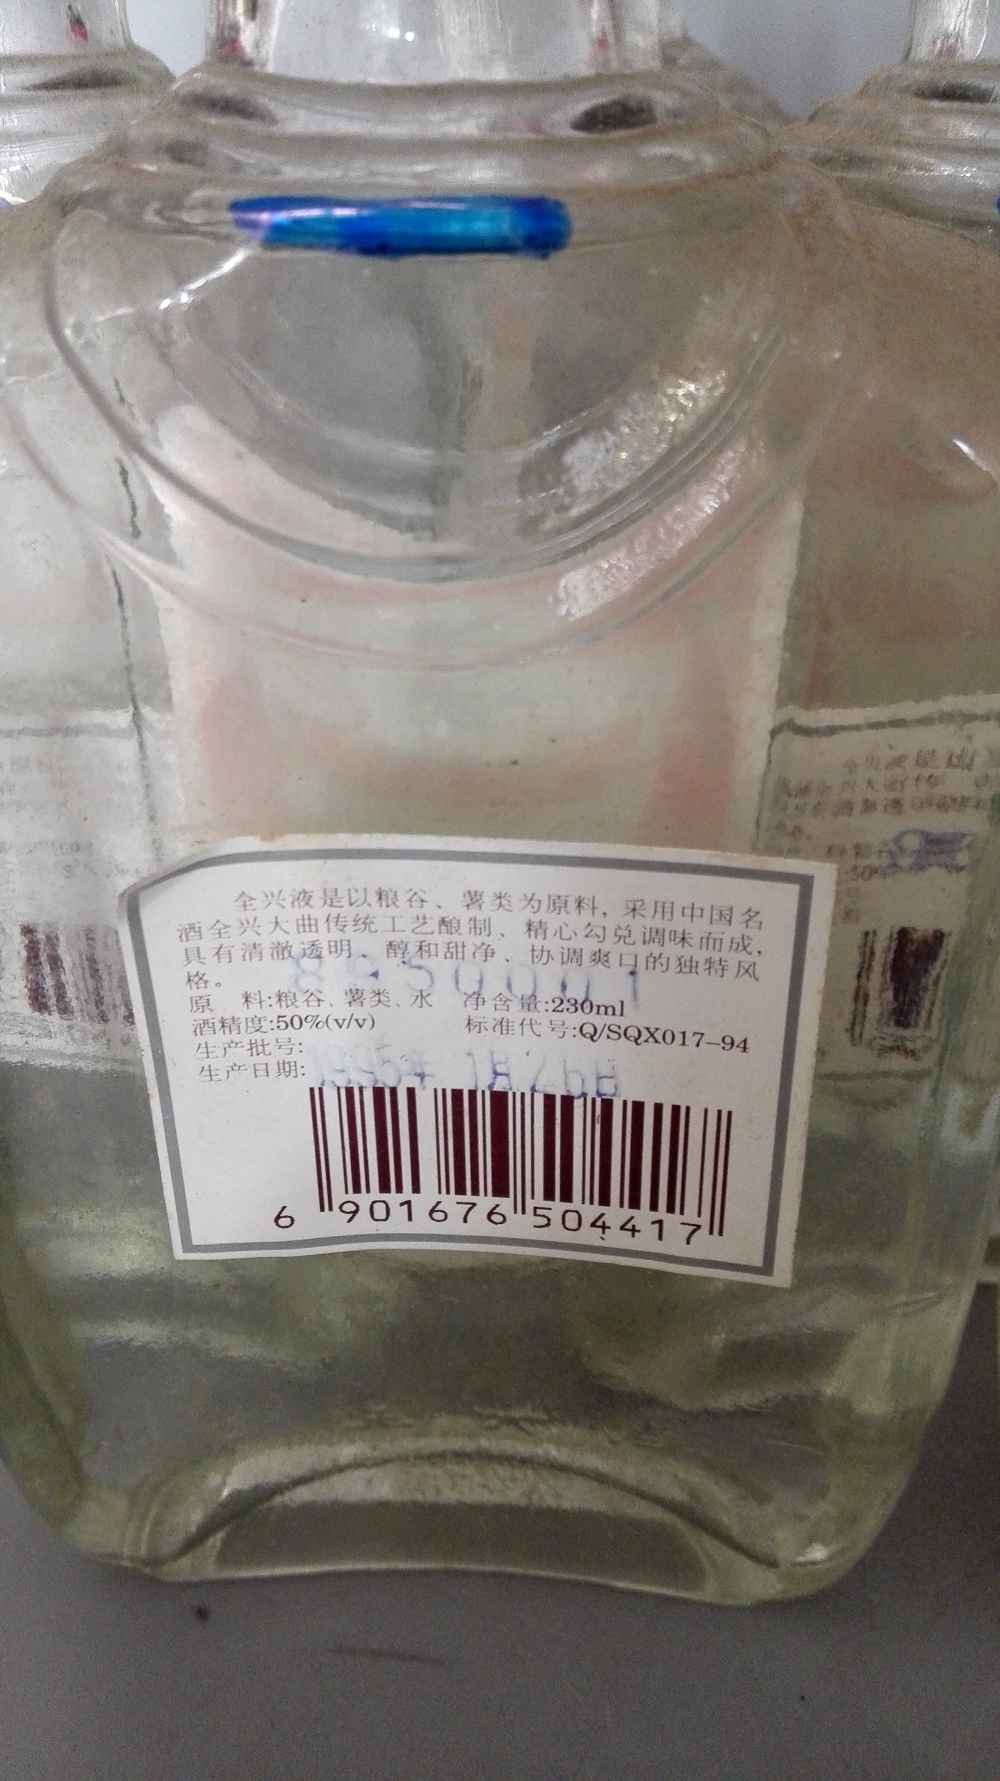 全兴液是以粮谷、薯类为原料，采用中国名
酒全兴大曲传统工艺酿制、精心勾兑调味而成，
具有清澈透明、醇和甜净、协调爽口的独特风
格。
原 料:粮谷、薯类、水 净含量:230ml
酒精度:50%(v/v) 标准代号:Q/SQX017-94
生产批号:
生产日期:
6 901676 504417